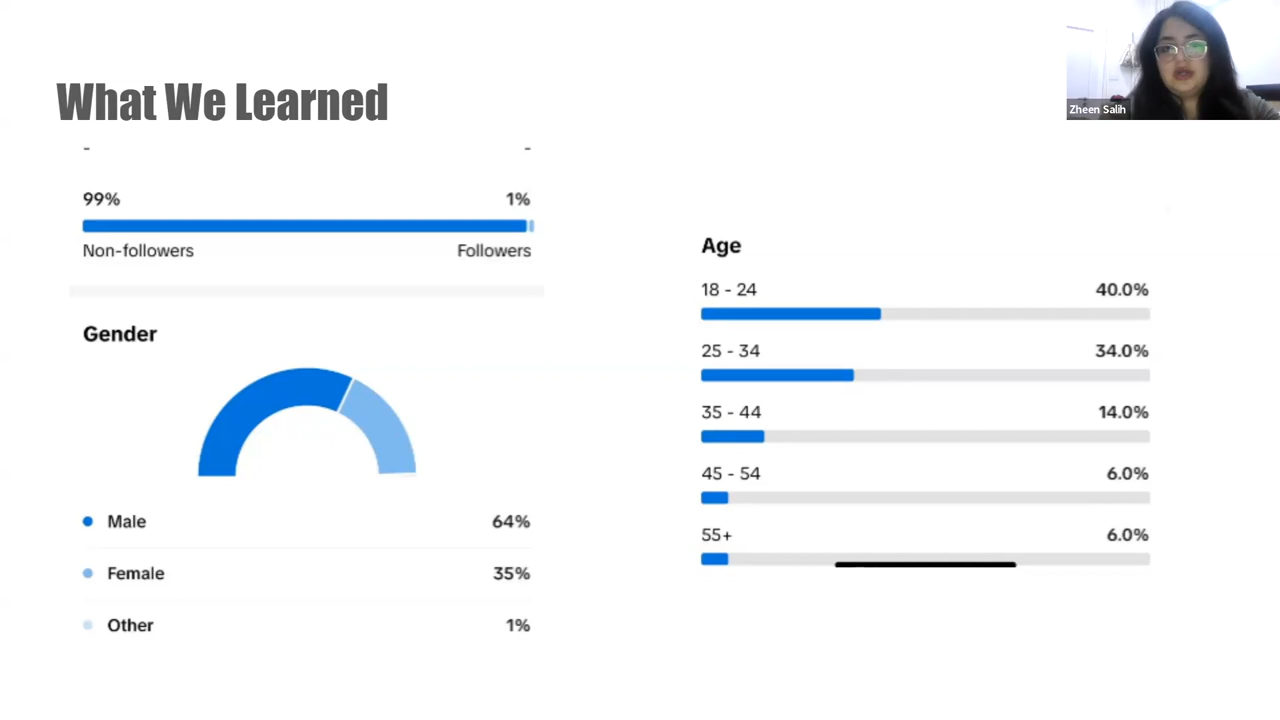 What We Learned
Zheen Salih
- -
99% 1%
Non-followers Followers
Gender
Male 64%
Female 35%
Other 1%
Age
18 - 24 40.0%
25 - 34 34.0%
35 - 44 14.0%
45 - 54 6.0%
55+ 6.0%